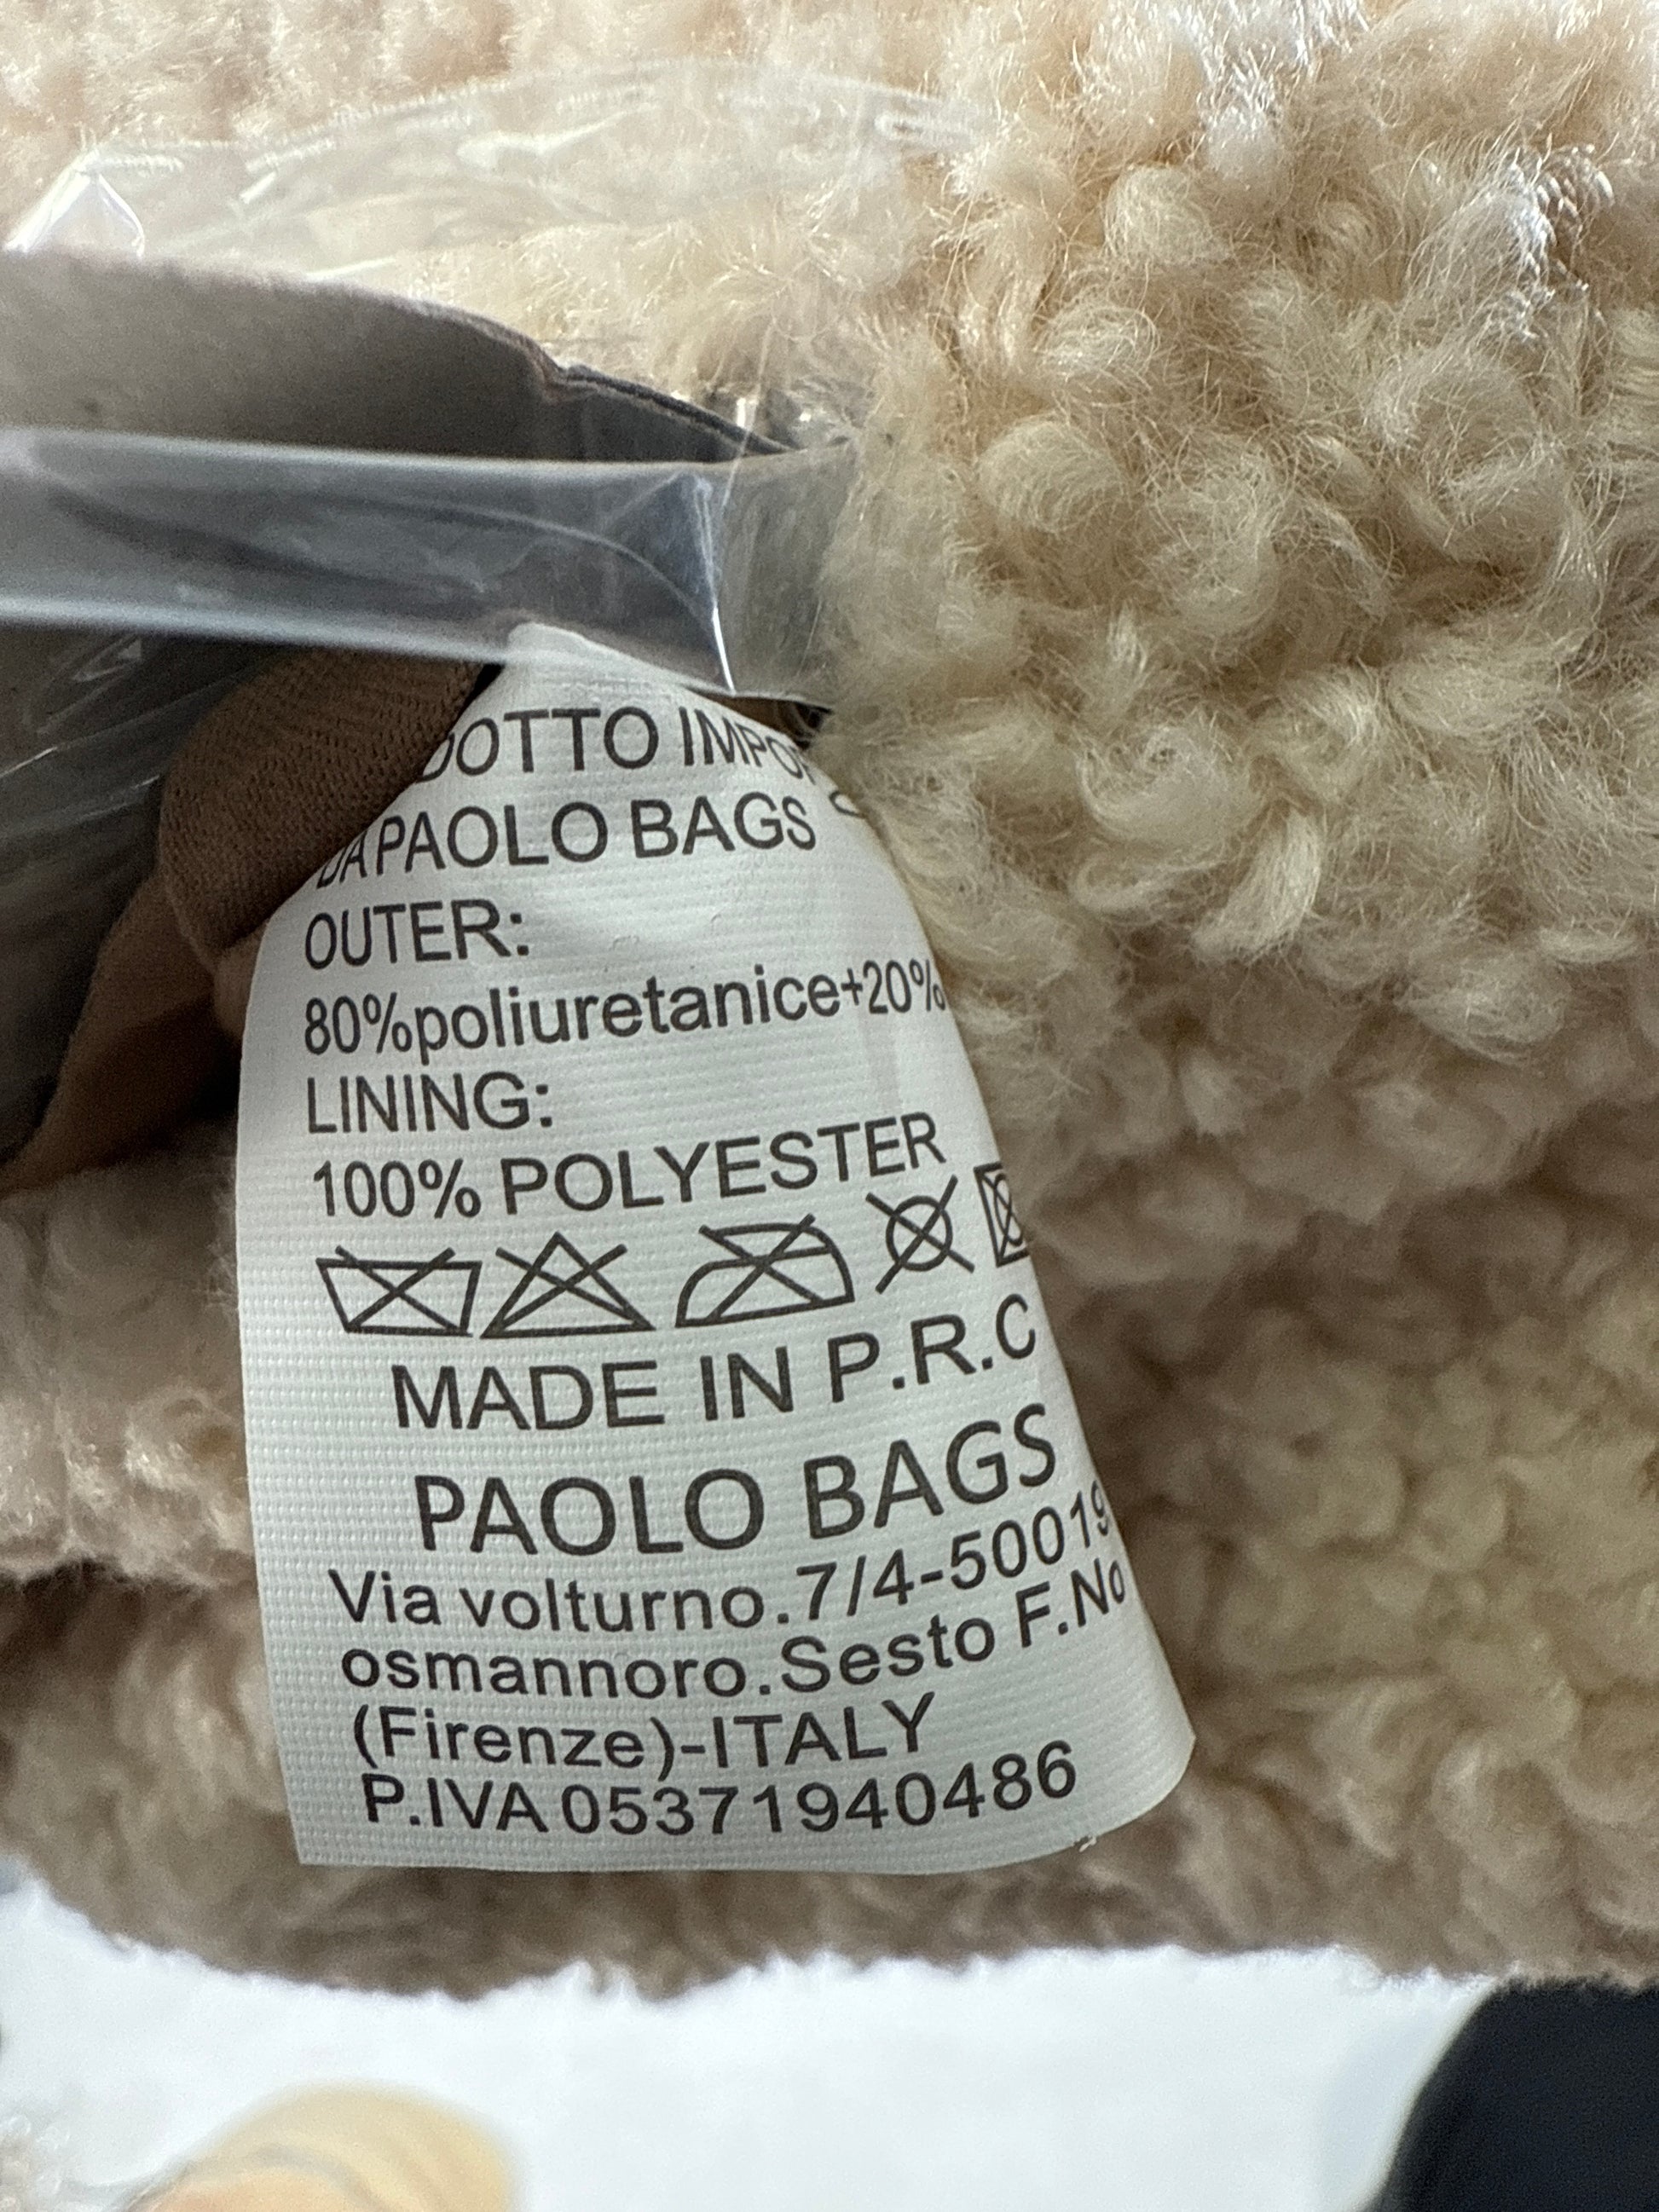 DOTTO IMPOR
DA PAOLO BAGS
OUTER:
80%poliuretanice+20%
LINING:
100% POLYESTER
MADE IN P.R.C
PAOLO BAGS
Via volturno.7/4-50019
osmannoro.Sesto F.No
(Firenze)-ITALY
P.IVA 05371940486